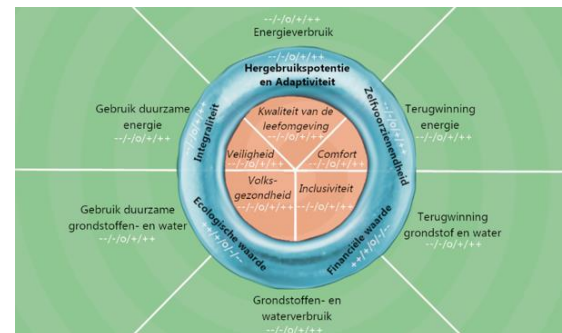 --/-/o/+/++
Energieverbruik
--/-/o/+/++
Hergebruikspotentie
en Adaptiviteit
Gebruik duurzame
energie
--/-/o/+/++
--/-/o/+/++
Integraliteit
Kwaliteit van de
leefomgeving
--/-/o/+/++
Zelfvoorzienendheid
--/-/o/+/++
Terugwinning
energie
--/-/o/+/++
Veiligheid
--/-/o/+/++
Comfort
--/-/o/+/++
Volks-
gezondheid
--/-/o/+/++
Inclusiviteit
--/-/o/+/++
Gebruik duurzame
grondstoffen- en water
--/-/o/+/++
Ecologische waarde
++/+/o/-/--
Financiële waarde
++/+/o/-/--
Terugwinning
grondstof en water
--/-/o/+/++
Grondstoffen- en
waterverbruik
--/-/o/+/++